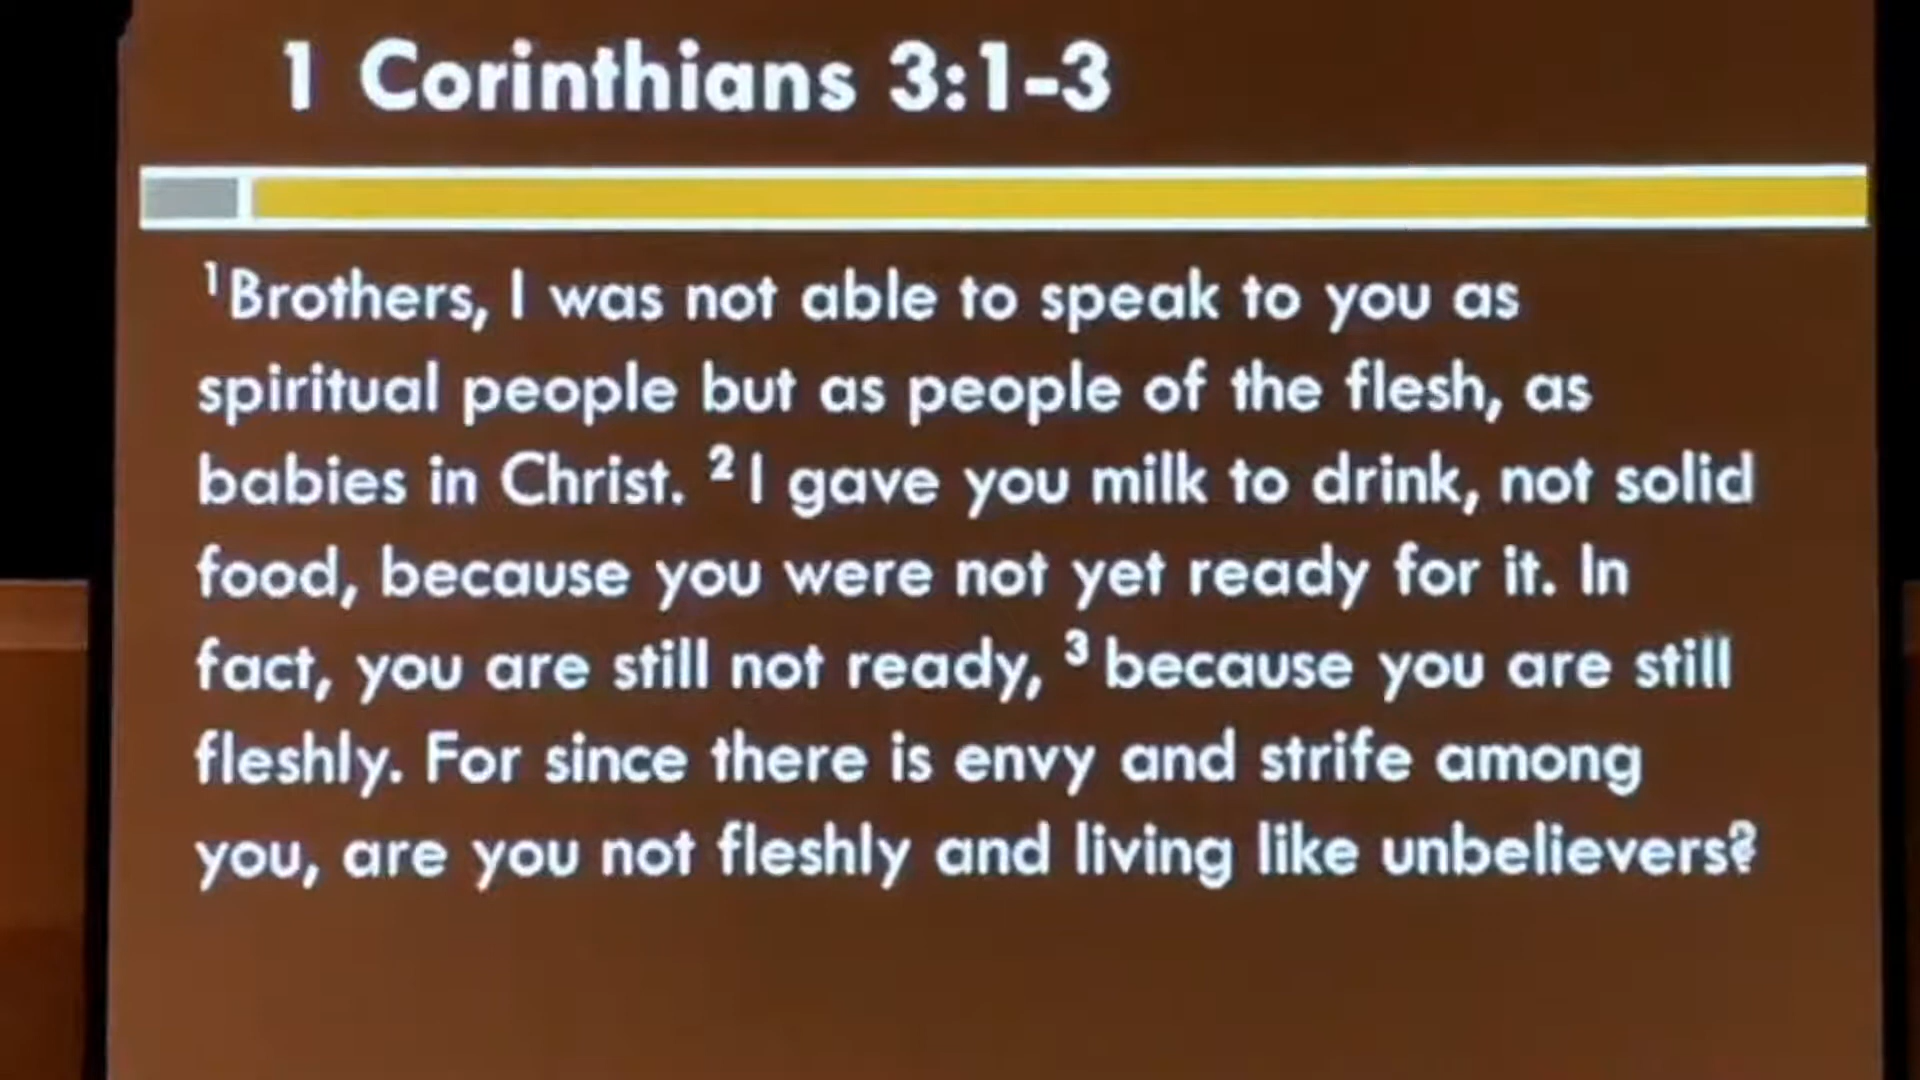 1 Corinthians 3:1-3
¹Brothers, I was not able to speak to you as
spiritual people but as people of the flesh, as
babies in Christ. ²I gave you milk to drink, not solid
food, because you were not yet ready for it. In
fact, you are still not ready, ³because you are still
fleshly. For since there is envy and strife among
you, are you not fleshly and living like unbelievers?